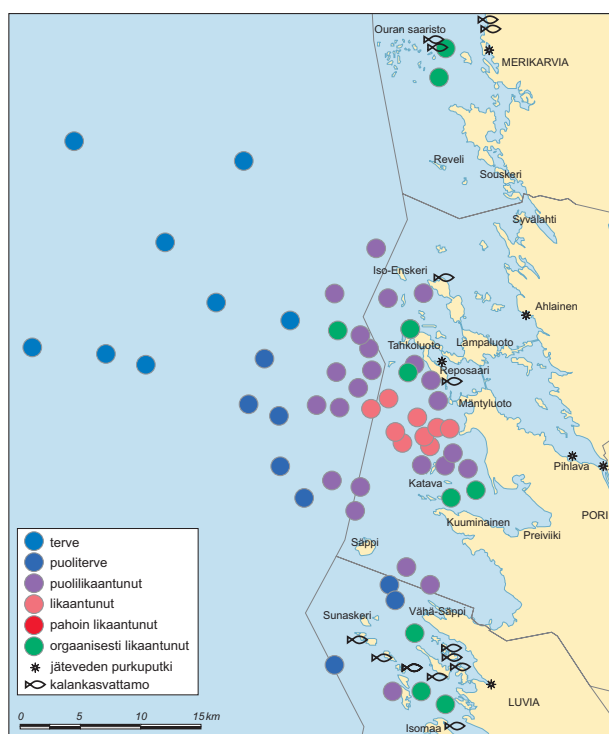 Ouran saaristo
MERIKARVIA
Reveli
Souskeri
Syvälahti
Iso-Enskeri
Ahlainen
Tahkoluoto
Lampaluoto
Reposaari
Mäntyluoto
Pihlava
Katava
PORI
Kuuminainen
Preiviiki
Säppi
terve
puoliterve
puolilikaantunut
likaantunut
pahoin likaantunut
orgaanisesti likaantunut
jäteveden purkuputki
kalankasvattamo
Sunaskeri
Vähä-Säppi
LUVIA
Isomaa
0 5 10 15 km